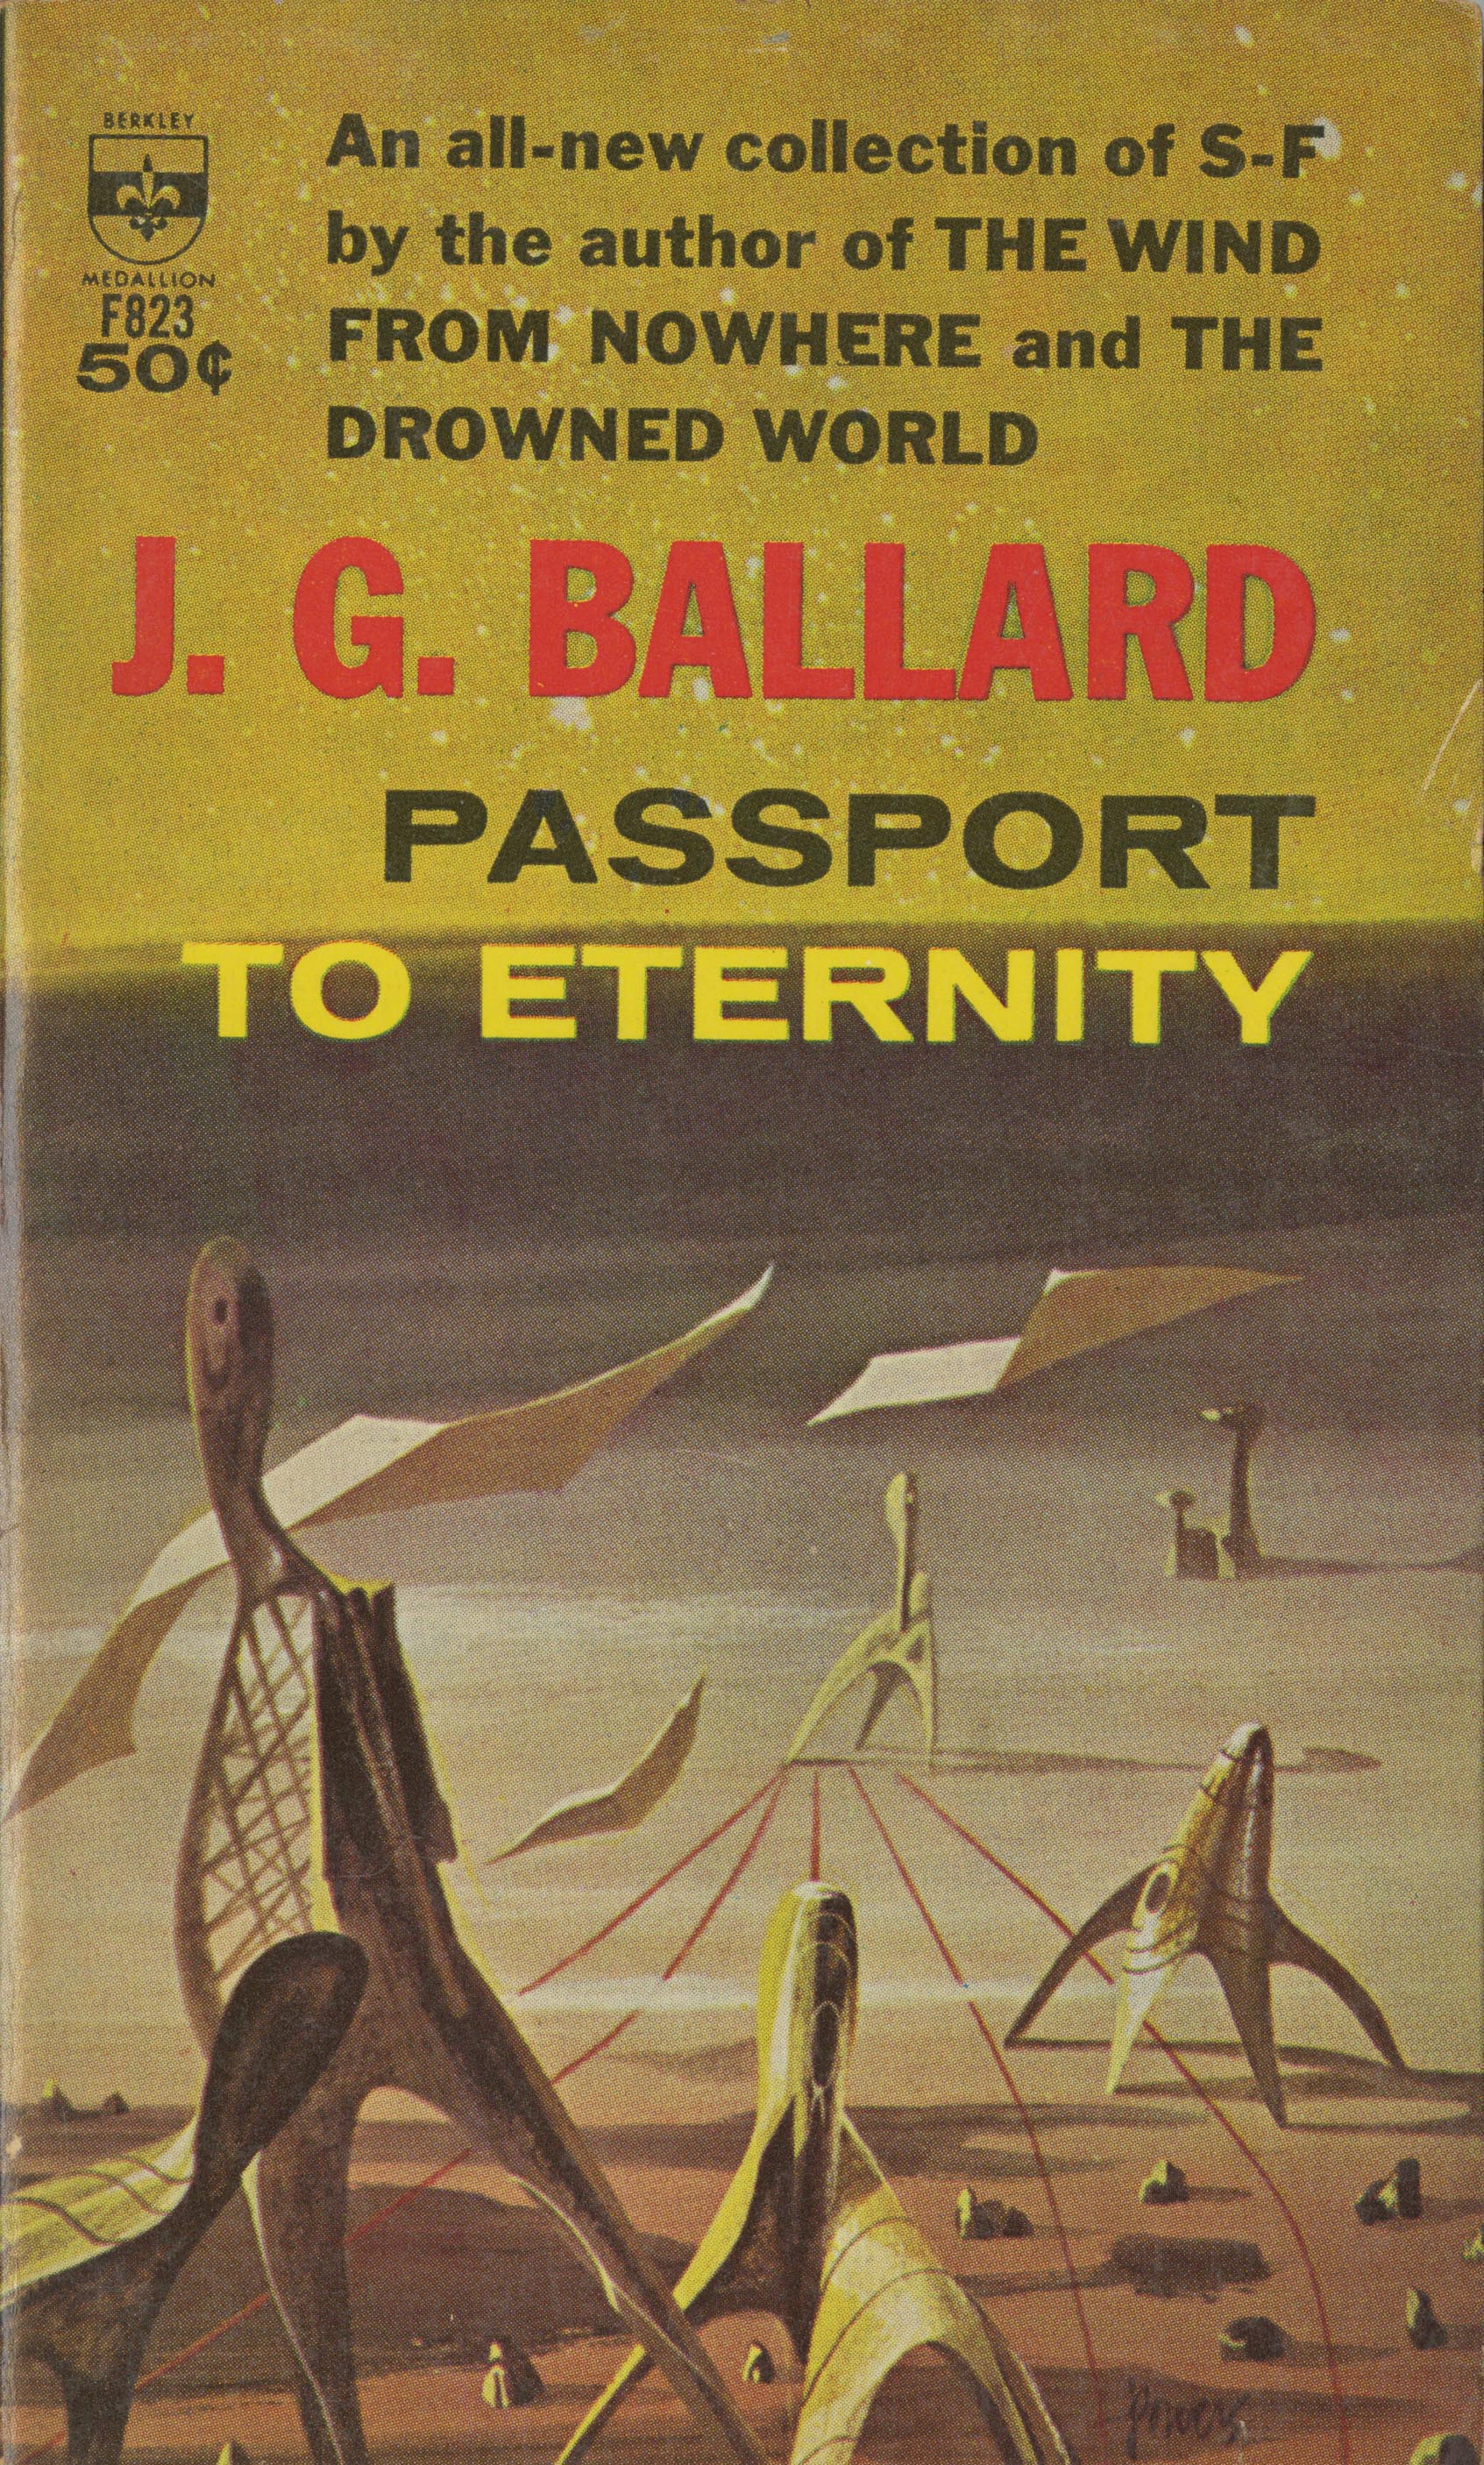 BERKLEY
MEDALLION
F823
50¢
An all-new collection of S-F
by the author of THE WIND
FROM NOWHERE and THE
DROWNED WORLD
J. G. BALLARD
PASSPORT
TO ETERNITY
Powers